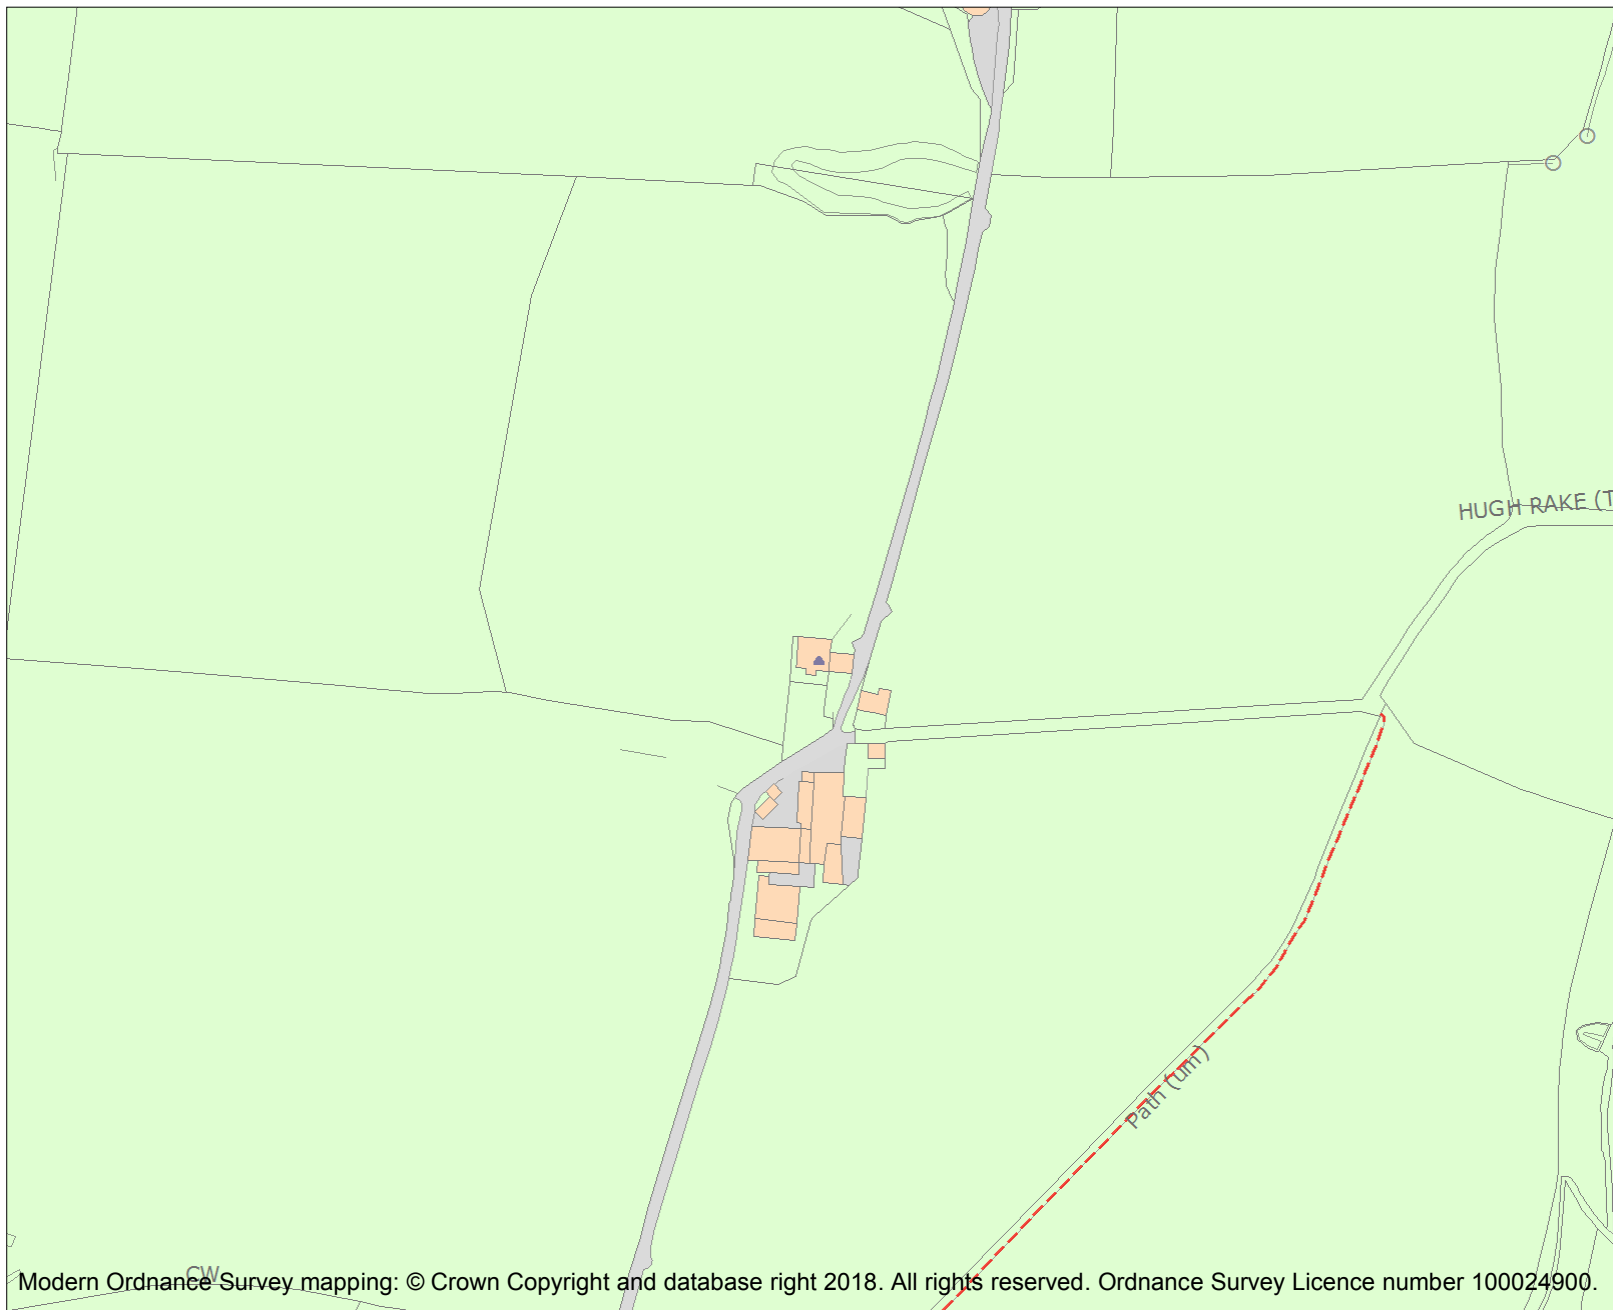 HUGH RAKE (T
Path (um)
CW
Modern Ordnance Survey mapping: © Crown Copyright and database right 2018. All rights reserved. Ordnance Survey Licence number 100024900.